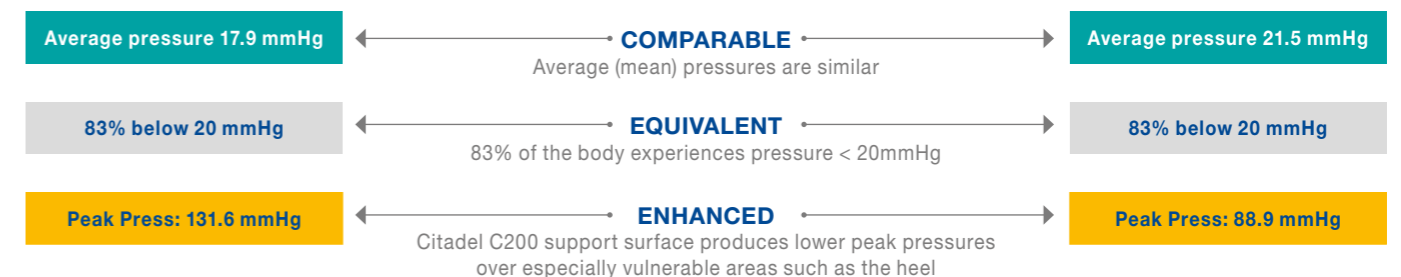 Average pressure 17.9 mmHg
COMPARABLE
Average pressure 21.5 mmHg
Average (mean) pressures are similar
83% below 20 mmHg
EQUIVALENT
83% below 20 mmHg
83% of the body experiences pressure < 20mmHg
Peak Press: 131.6 mmHg
ENHANCED
Peak Press: 88.9 mmHg
Citadel C200 support surface produces lower peak pressures
over especially vulnerable areas such as the heel